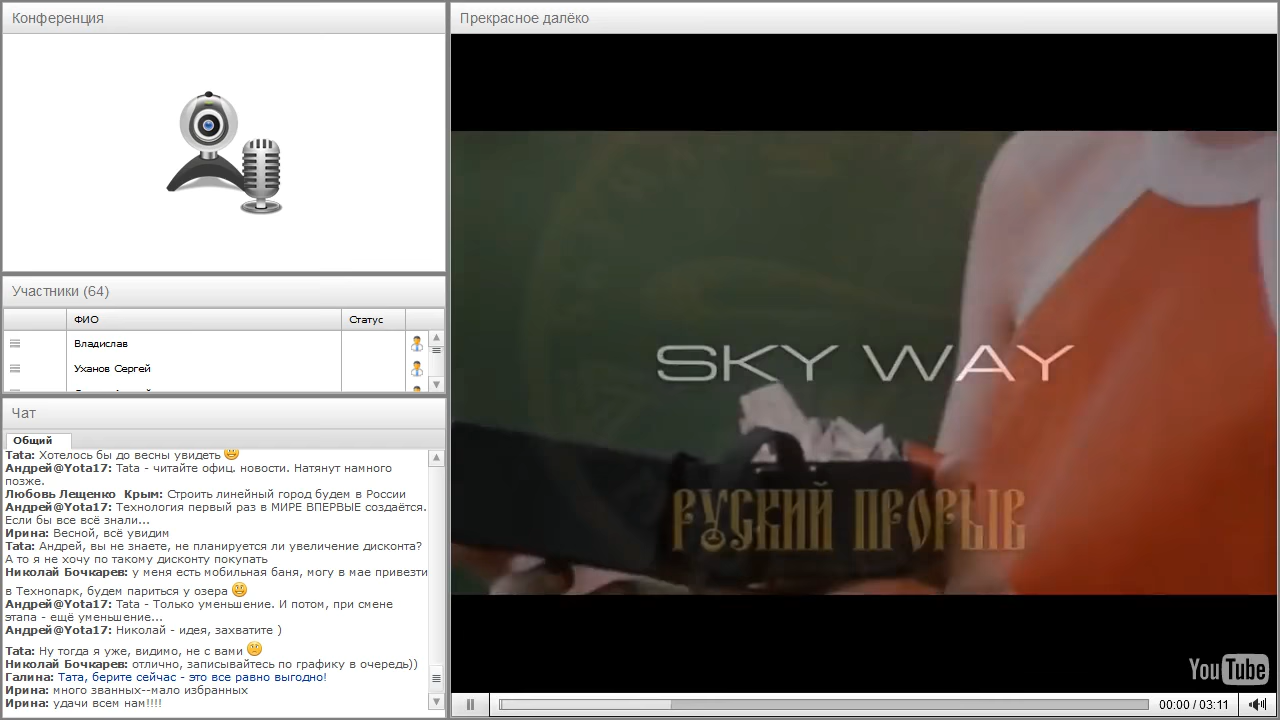 Конференция
Участники (64)
ФИО
Статус
Владислав
Уханов Сергей
Чат
Общий
Tata: Хотелось бы до весны увидеть
Андрей@Yota17: Tata - читайте офиц. новости. Натянут намного
позже.
Любовь Лещенко Крым: Строить линейный город будем в России
Андрей@Yota17: Технология первый раз в МИРЕ ВПЕРВЫЕ создаётся.
Если бы все всё знали...
Ирина: Весной, всё увидим
Tata: Андрей, вы не знаете, не планируется ли увеличение дисконта?
А то я не хочу по такому дисконту покупать
Николай Бочкарев: у меня есть мобильная баня, могу в мае привезти
в Технопарк, будем париться у озера
Андрей@Yota17: Tata - Только уменьшение. И потом, при смене
этапа - ещё уменьшение...
Андрей@Yota17: Николай - идея, захватите )
Tata: Ну тогда я уже, видимо, не с вами
Николай Бочкарев: отлично, записывайтесь по графику в очередь))
Галина: Тата, берите сейчас - это все равно выгодно!
Ирина: много званных--мало избранных
Ирина: удачи всем нам!!!!
Прекрасное далёко
SKY WAY
РУСКИЙ ПРОРЫВ
YouTube
00:00 / 03:11